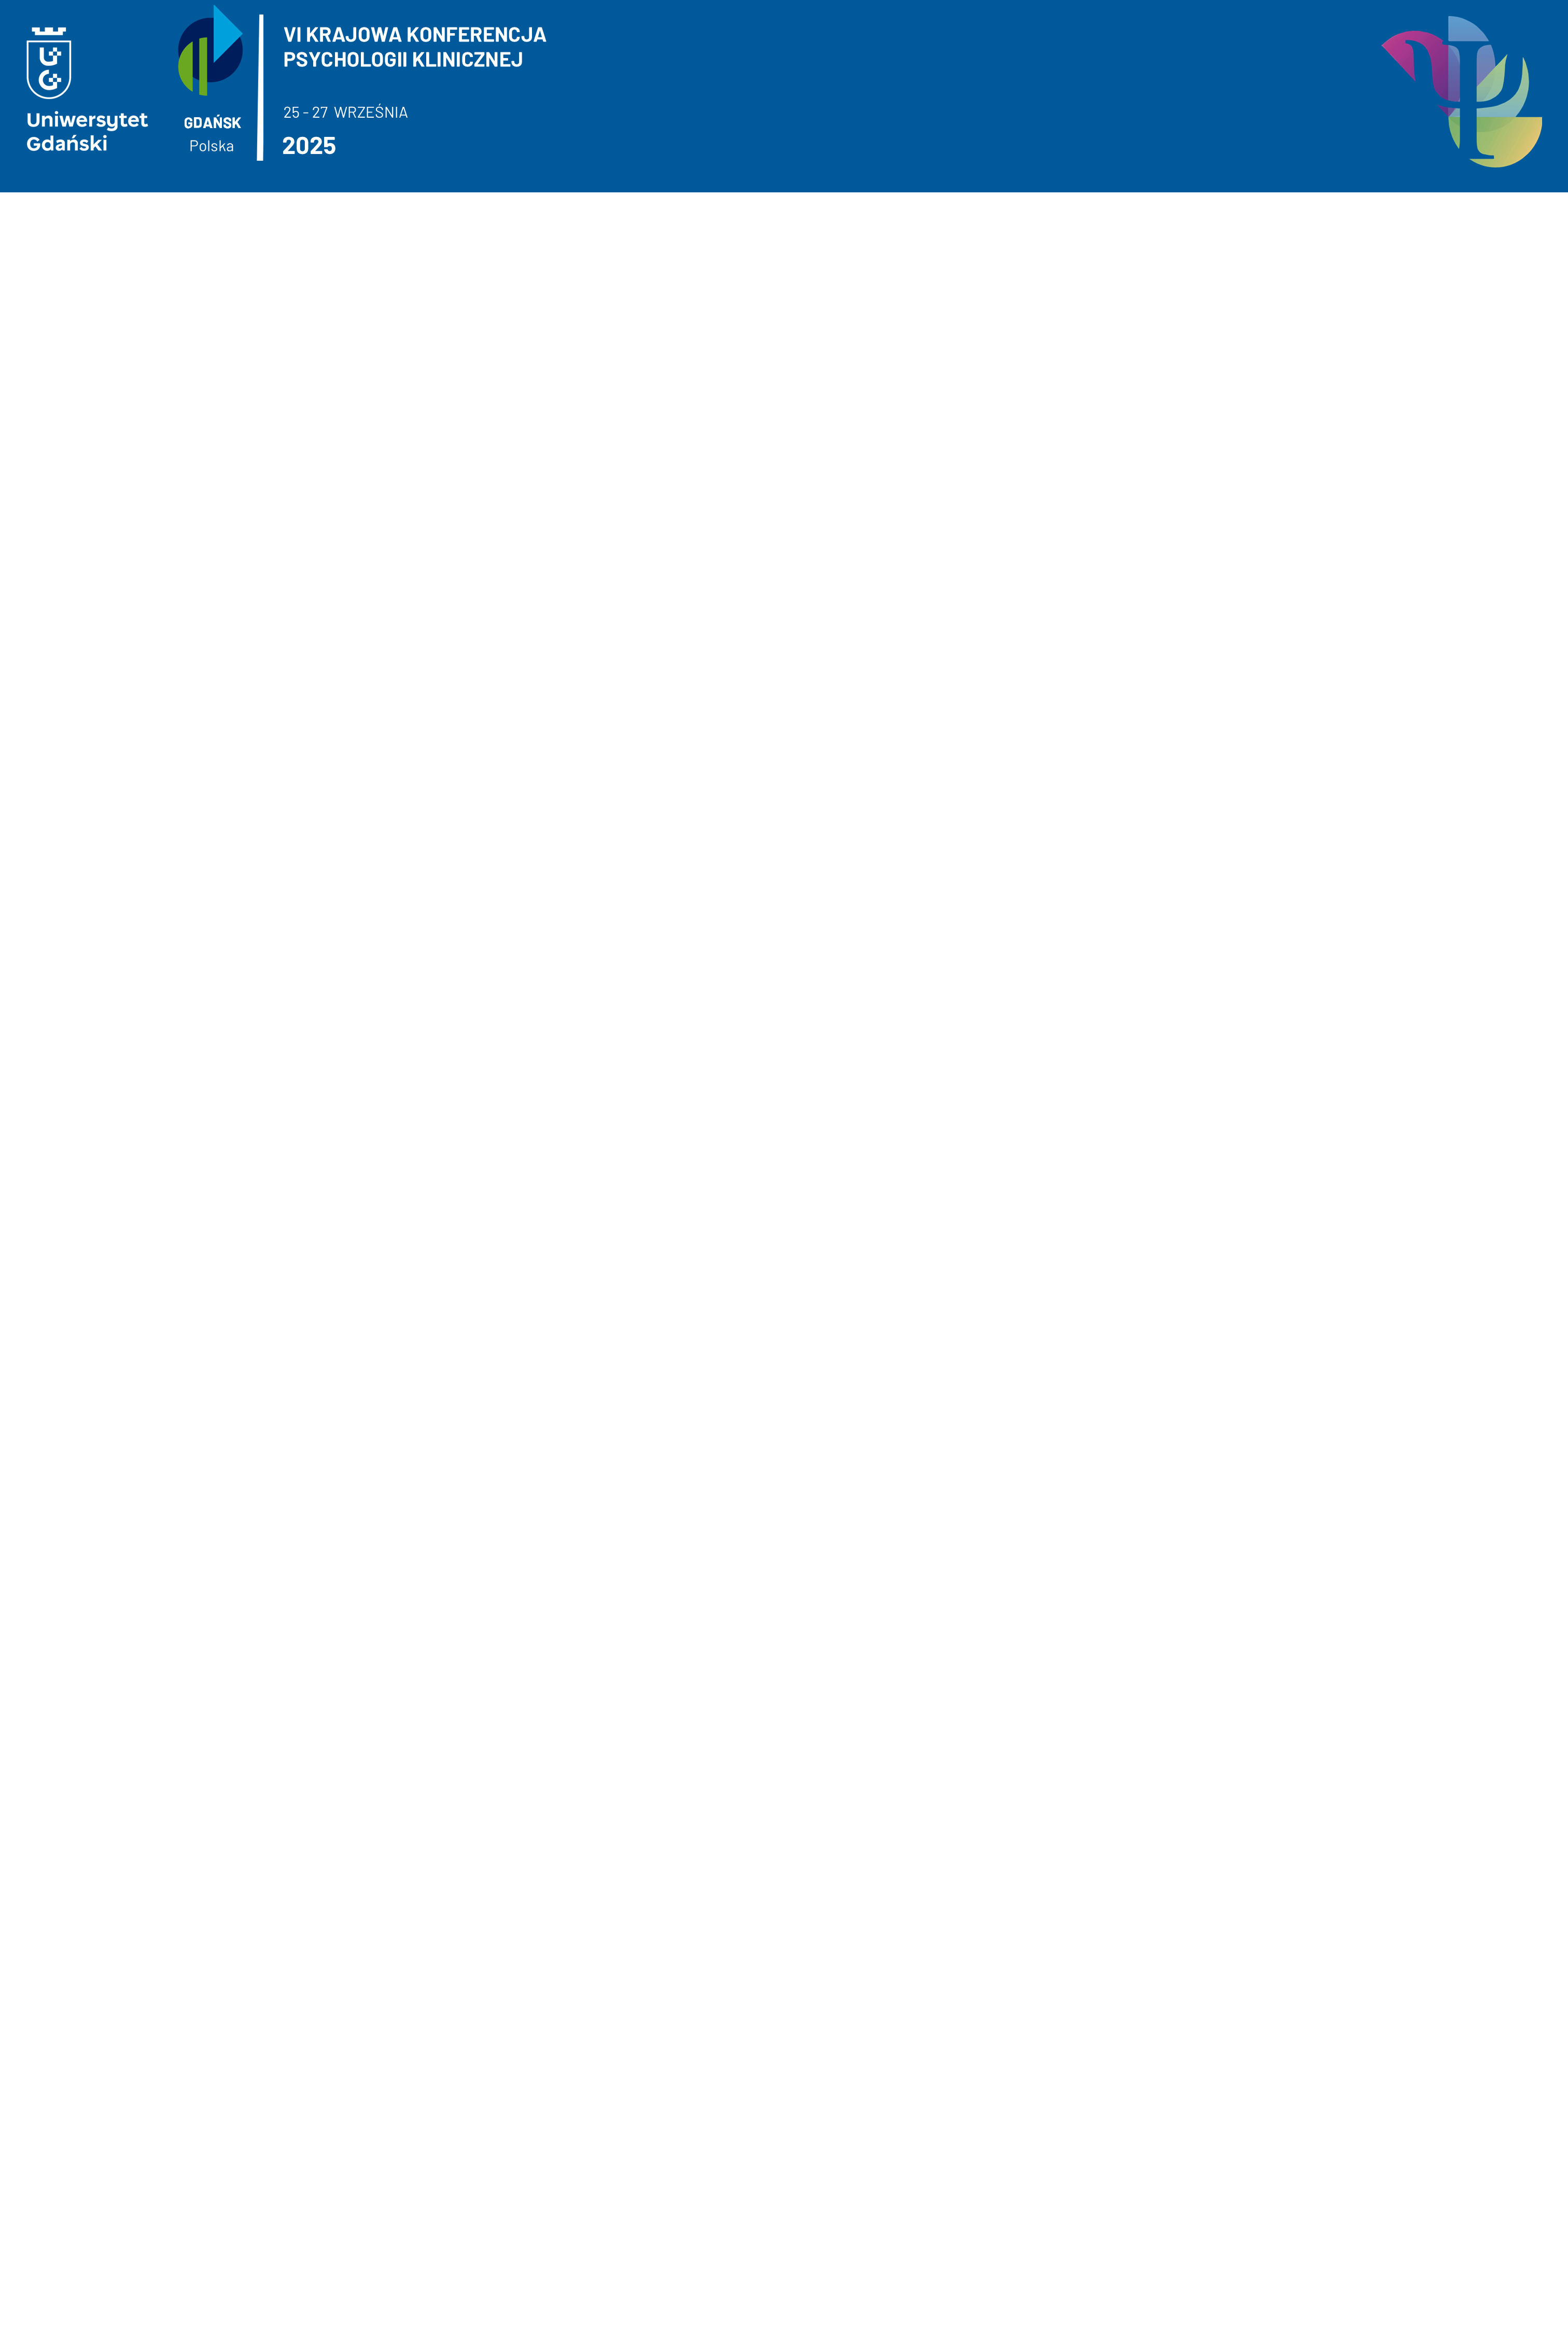 Uniwersytet
Gdański
GDAŃSK
Polska
VI KRAJOWA KONFERENCJA
PSYCHOLOGII KLINICZNEJ
25 - 27 WRZEŚNIA
2025